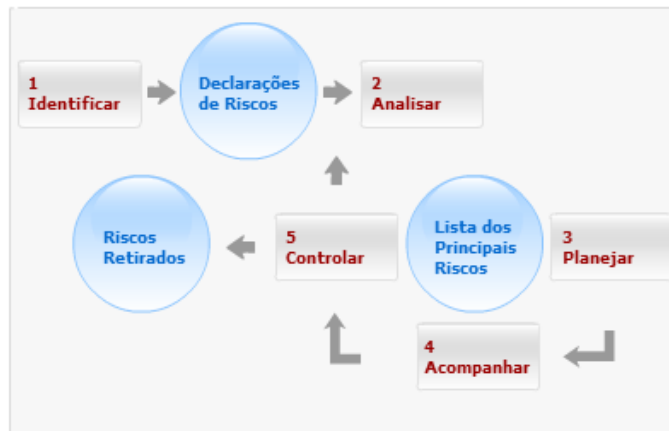 1
Identificar
Declarações
de Riscos
2
Analisar
Riscos
Retirados
5
Controlar
Lista dos
Principais
Riscos
3
Planejar
4
Acompanhar